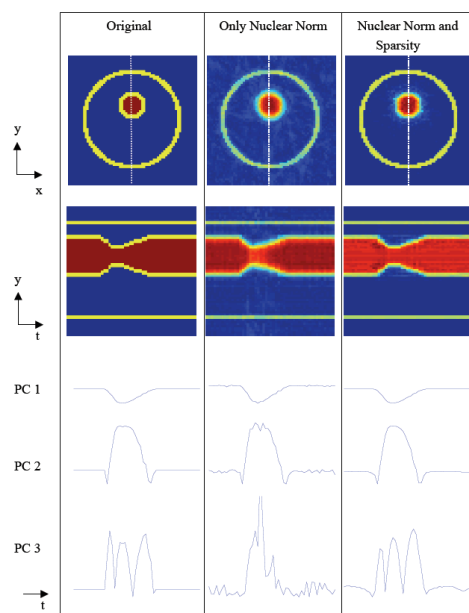 Original
Only Nuclear Norm
Nuclear Norm and
Sparsity
y
x
y
t
PC 1
PC 2
PC 3
t